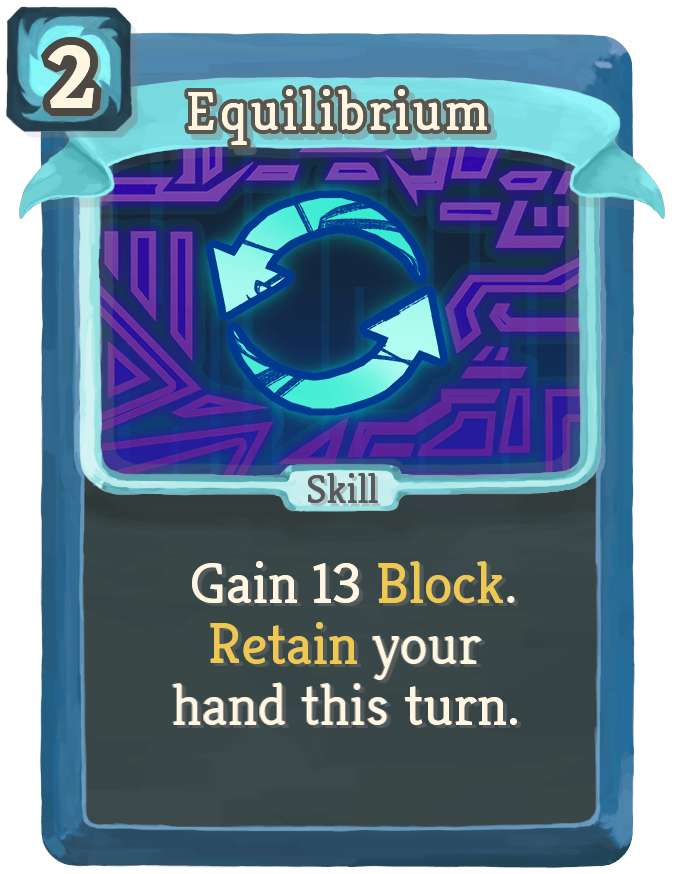 2
Equilibrium
Skill
Gain 13 Block.
Retain your
hand this turn.